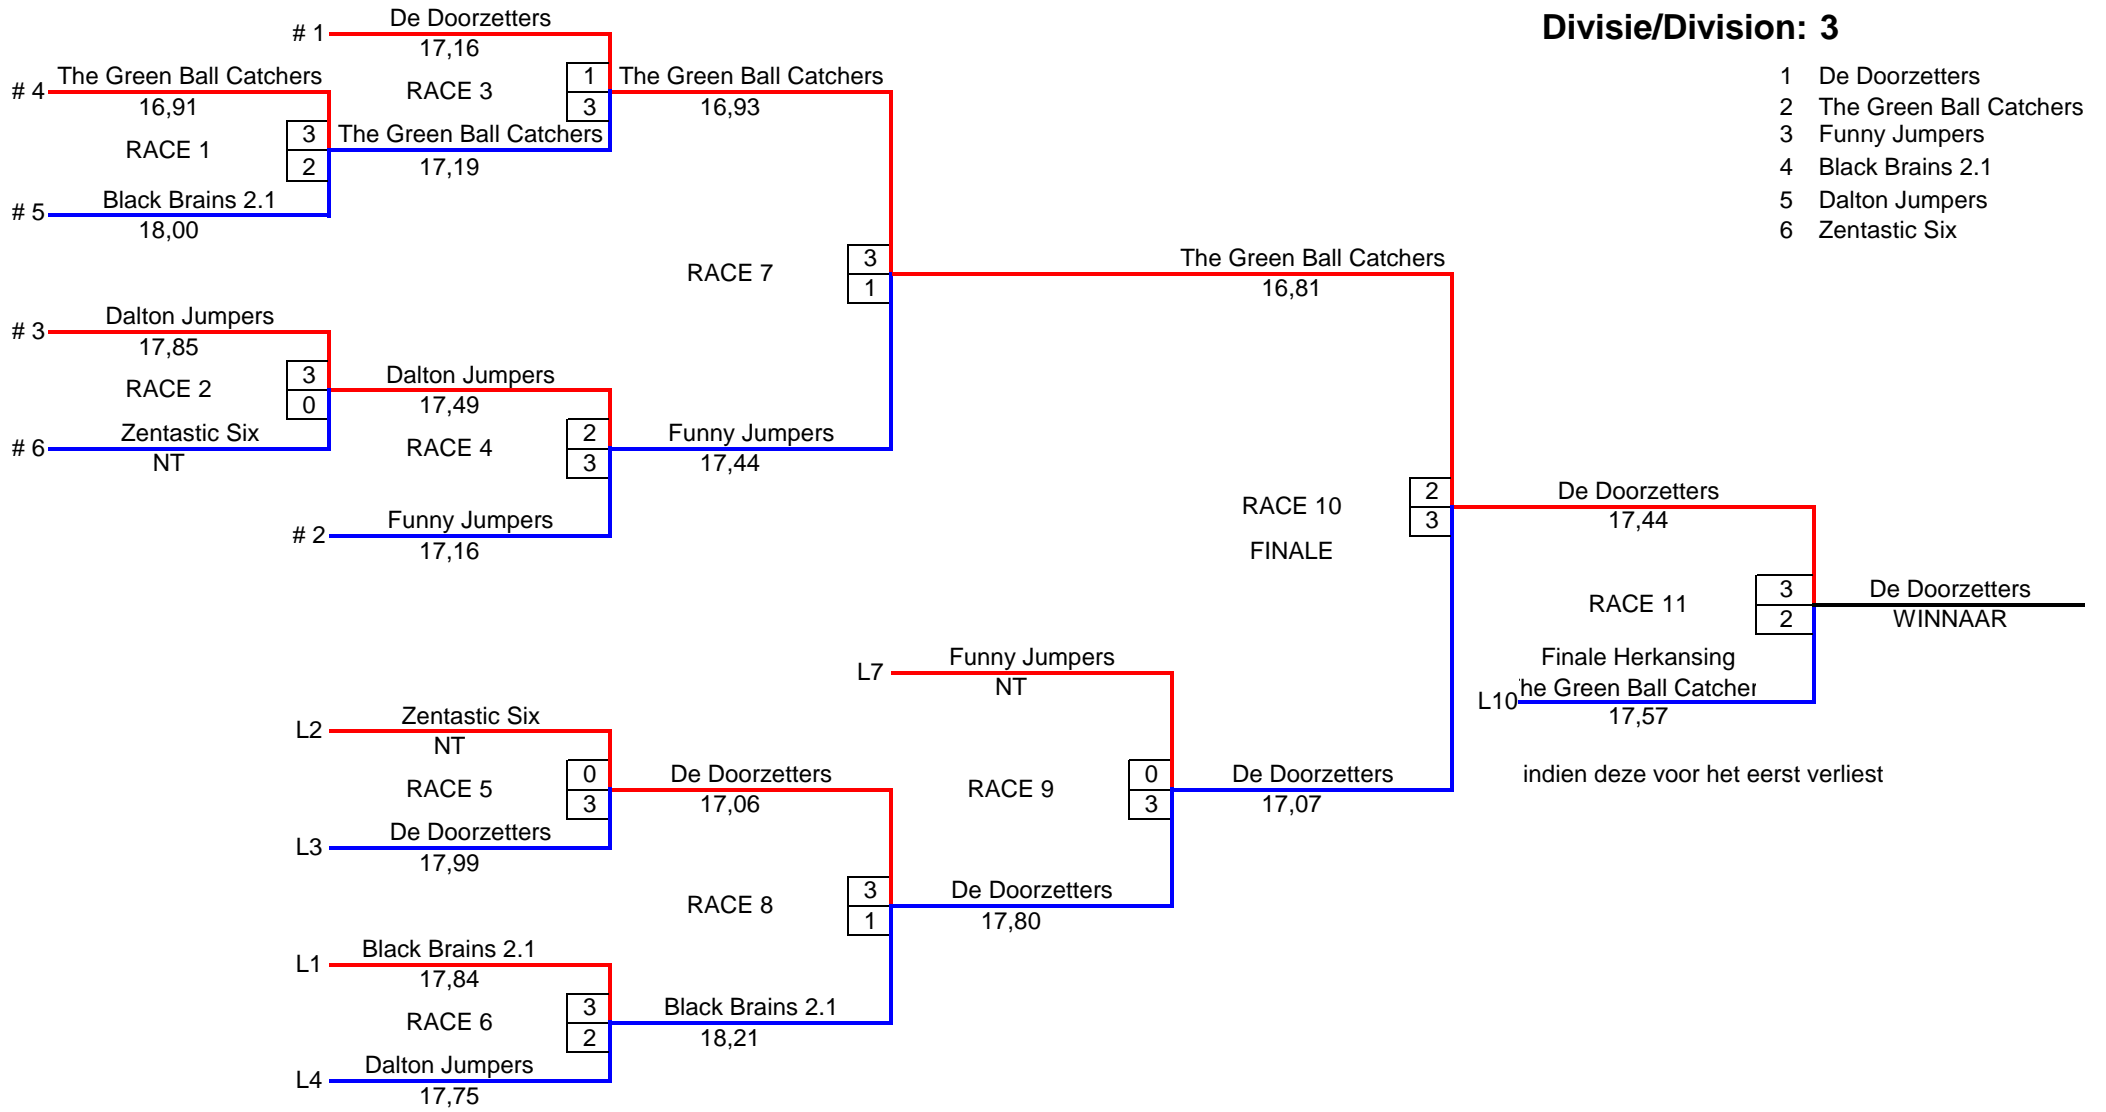 Divisie/Division: 3
1 De Doorzetters
2 The Green Ball Catchers
3 Funny Jumpers
4 Black Brains 2.1
5 Dalton Jumpers
6 Zentastic Six
# 1 De Doorzetters
17,16
# 4 The Green Ball Catchers
16,91
RACE 1
3
2
# 5 Black Brains 2.1
18,00
RACE 3
1
3
The Green Ball Catchers
17,19
The Green Ball Catchers
16,93
# 3 Dalton Jumpers
17,85
RACE 2
3
0
# 6 Zentastic Six
NT
Dalton Jumpers
17,49
RACE 4
2
3
# 2 Funny Jumpers
17,16
Funny Jumpers
17,44
RACE 7
3
1
The Green Ball Catchers
16,81
RACE 10
FINALE
2
3
De Doorzetters
17,44
RACE 11
3
2
De Doorzetters
WINNAAR
Finale Herkansing
L10 he Green Ball Catcher
17,57
indien deze voor het eerst verliest
L7 Funny Jumpers
NT
RACE 9
0
3
De Doorzetters
17,07
L2 Zentastic Six
NT
RACE 5
0
3
L3 De Doorzetters
17,99
De Doorzetters
17,06
RACE 8
3
1
De Doorzetters
17,80
L1 Black Brains 2.1
17,84
RACE 6
3
2
L4 Dalton Jumpers
17,75
Black Brains 2.1
18,21